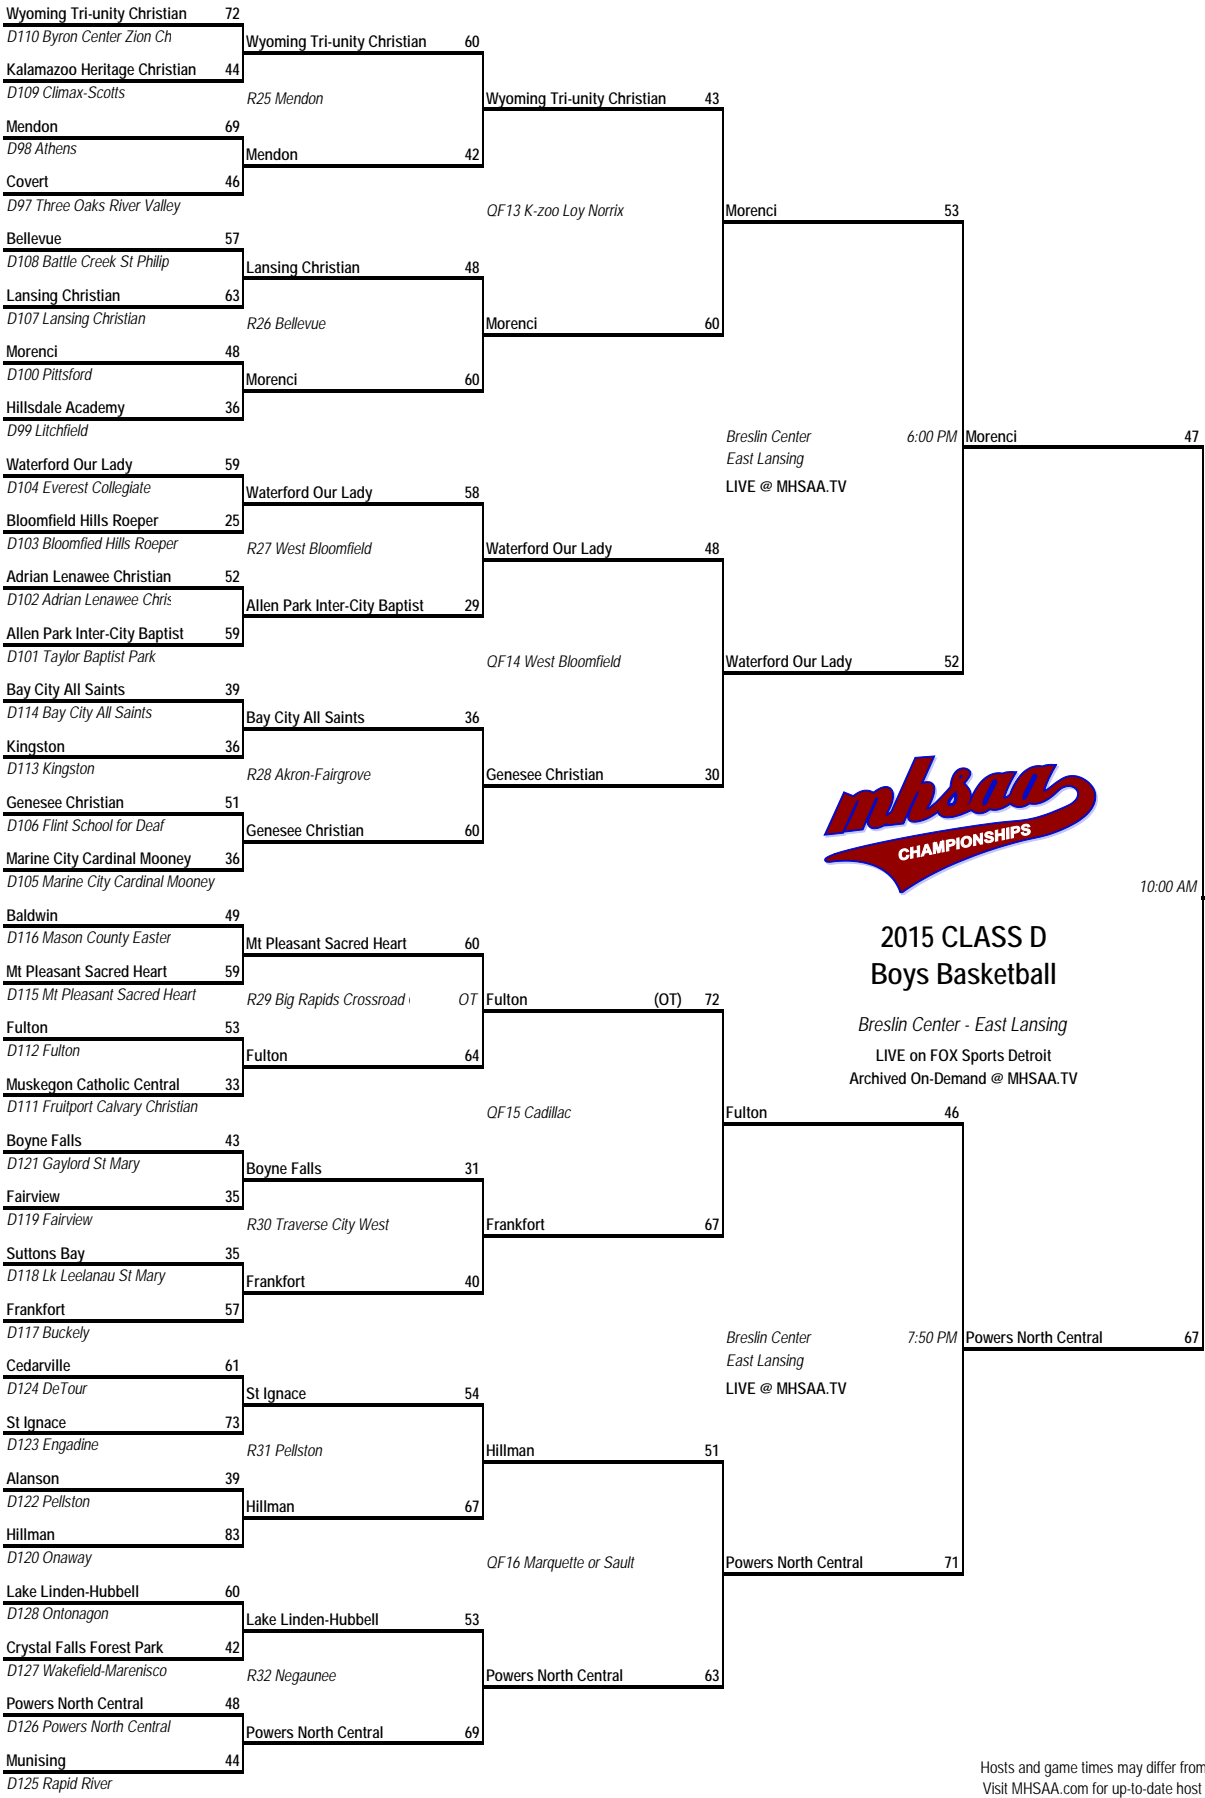 Wyoming Tri-unity Christian 72
D110 Byron Center Zion Ch
Kalamazoo Heritage Christian 44
D109 Climax-Scotts
Mendon 69
D98 Athens
Covert 46
D97 Three Oaks River Valley
Bellevue 57
D108 Battle Creek St Philip
Lansing Christian 63
D107 Lansing Christian
Morenci 48
D100 Pittsford
Hillsdale Academy 36
D99 Litchfield
Waterford Our Lady 59
D104 Everest Collegiate
Bloomfield Hills Roeper 25
D103 Bloomfied Hills Roeper
Adrian Lenawee Christian 52
D102 Adrian Lenawee Chris
Allen Park Inter-City Baptist 59
D101 Taylor Baptist Park
Bay City All Saints 39
D114 Bay City All Saints
Kingston 36
D113 Kingston
Genesee Christian 51
D106 Flint School for Deaf
Marine City Cardinal Mooney 36
D105 Marine City Cardinal Mooney
Baldwin 49
D116 Mason County Easter
Mt Pleasant Sacred Heart 59
D115 Mt Pleasant Sacred Heart
Fulton 53
D112 Fulton
Muskegon Catholic Central 33
D111 Fruitport Calvary Christian
Boyne Falls 43
D121 Gaylord St Mary
Fairview 35
D119 Fairview
Suttons Bay 35
D118 Lk Leelanau St Mary
Frankfort 57
D117 Buckely
Cedarville 61
D124 DeTour
St Ignace 73
D123 Engadine
Alanson 39
D122 Pellston
Hillman 83
D120 Onaway
Lake Linden-Hubbell 60
D128 Ontonagon
Crystal Falls Forest Park 42
D127 Wakefield-Marenisco
Powers North Central 48
D126 Powers North Central
Munising 44
D125 Rapid River
Wyoming Tri-unity Christian 60
R25 Mendon
Mendon 42
Lansing Christian 48
R26 Bellevue
Morenci 60
Waterford Our Lady 58
R27 West Bloomfield
Allen Park Inter-City Baptist 29
Bay City All Saints 36
R28 Akron-Fairgrove
Genesee Christian 60
Mt Pleasant Sacred Heart 60
R29 Big Rapids Crossroad OT
Fulton 64
Boyne Falls 31
R30 Traverse City West
Frankfort 40
St Ignace 54
R31 Pellston
Hillman 67
Lake Linden-Hubbell 53
R32 Negaunee
Powers North Central 69
Wyoming Tri-unity Christian 43
QF13 K-zoo Loy Norrix
Morenci 60
Waterford Our Lady 48
QF14 West Bloomfield
Genesee Christian 30
Fulton (OT) 72
QF15 Cadillac
Frankfort 67
Hillman 51
QF16 Marquette or Sault
Powers North Central 63
Morenci 53
Breslin Center 6:00 PM
East Lansing
LIVE @ MHSAA.TV
Waterford Our Lady 52
Fulton 46
Breslin Center 7:50 PM
East Lansing
LIVE @ MHSAA.TV
Powers North Central 71
Morenci 47
10:00 AM
Powers North Central 67
mhsaa
CHAMPIONSHIPS
2015 CLASS D
Boys Basketball
Breslin Center - East Lansing
LIVE on FOX Sports Detroit
Archived On-Demand @ MHSAA.TV
Hosts and game times may differ from
Visit MHSAA.com for up-to-date host